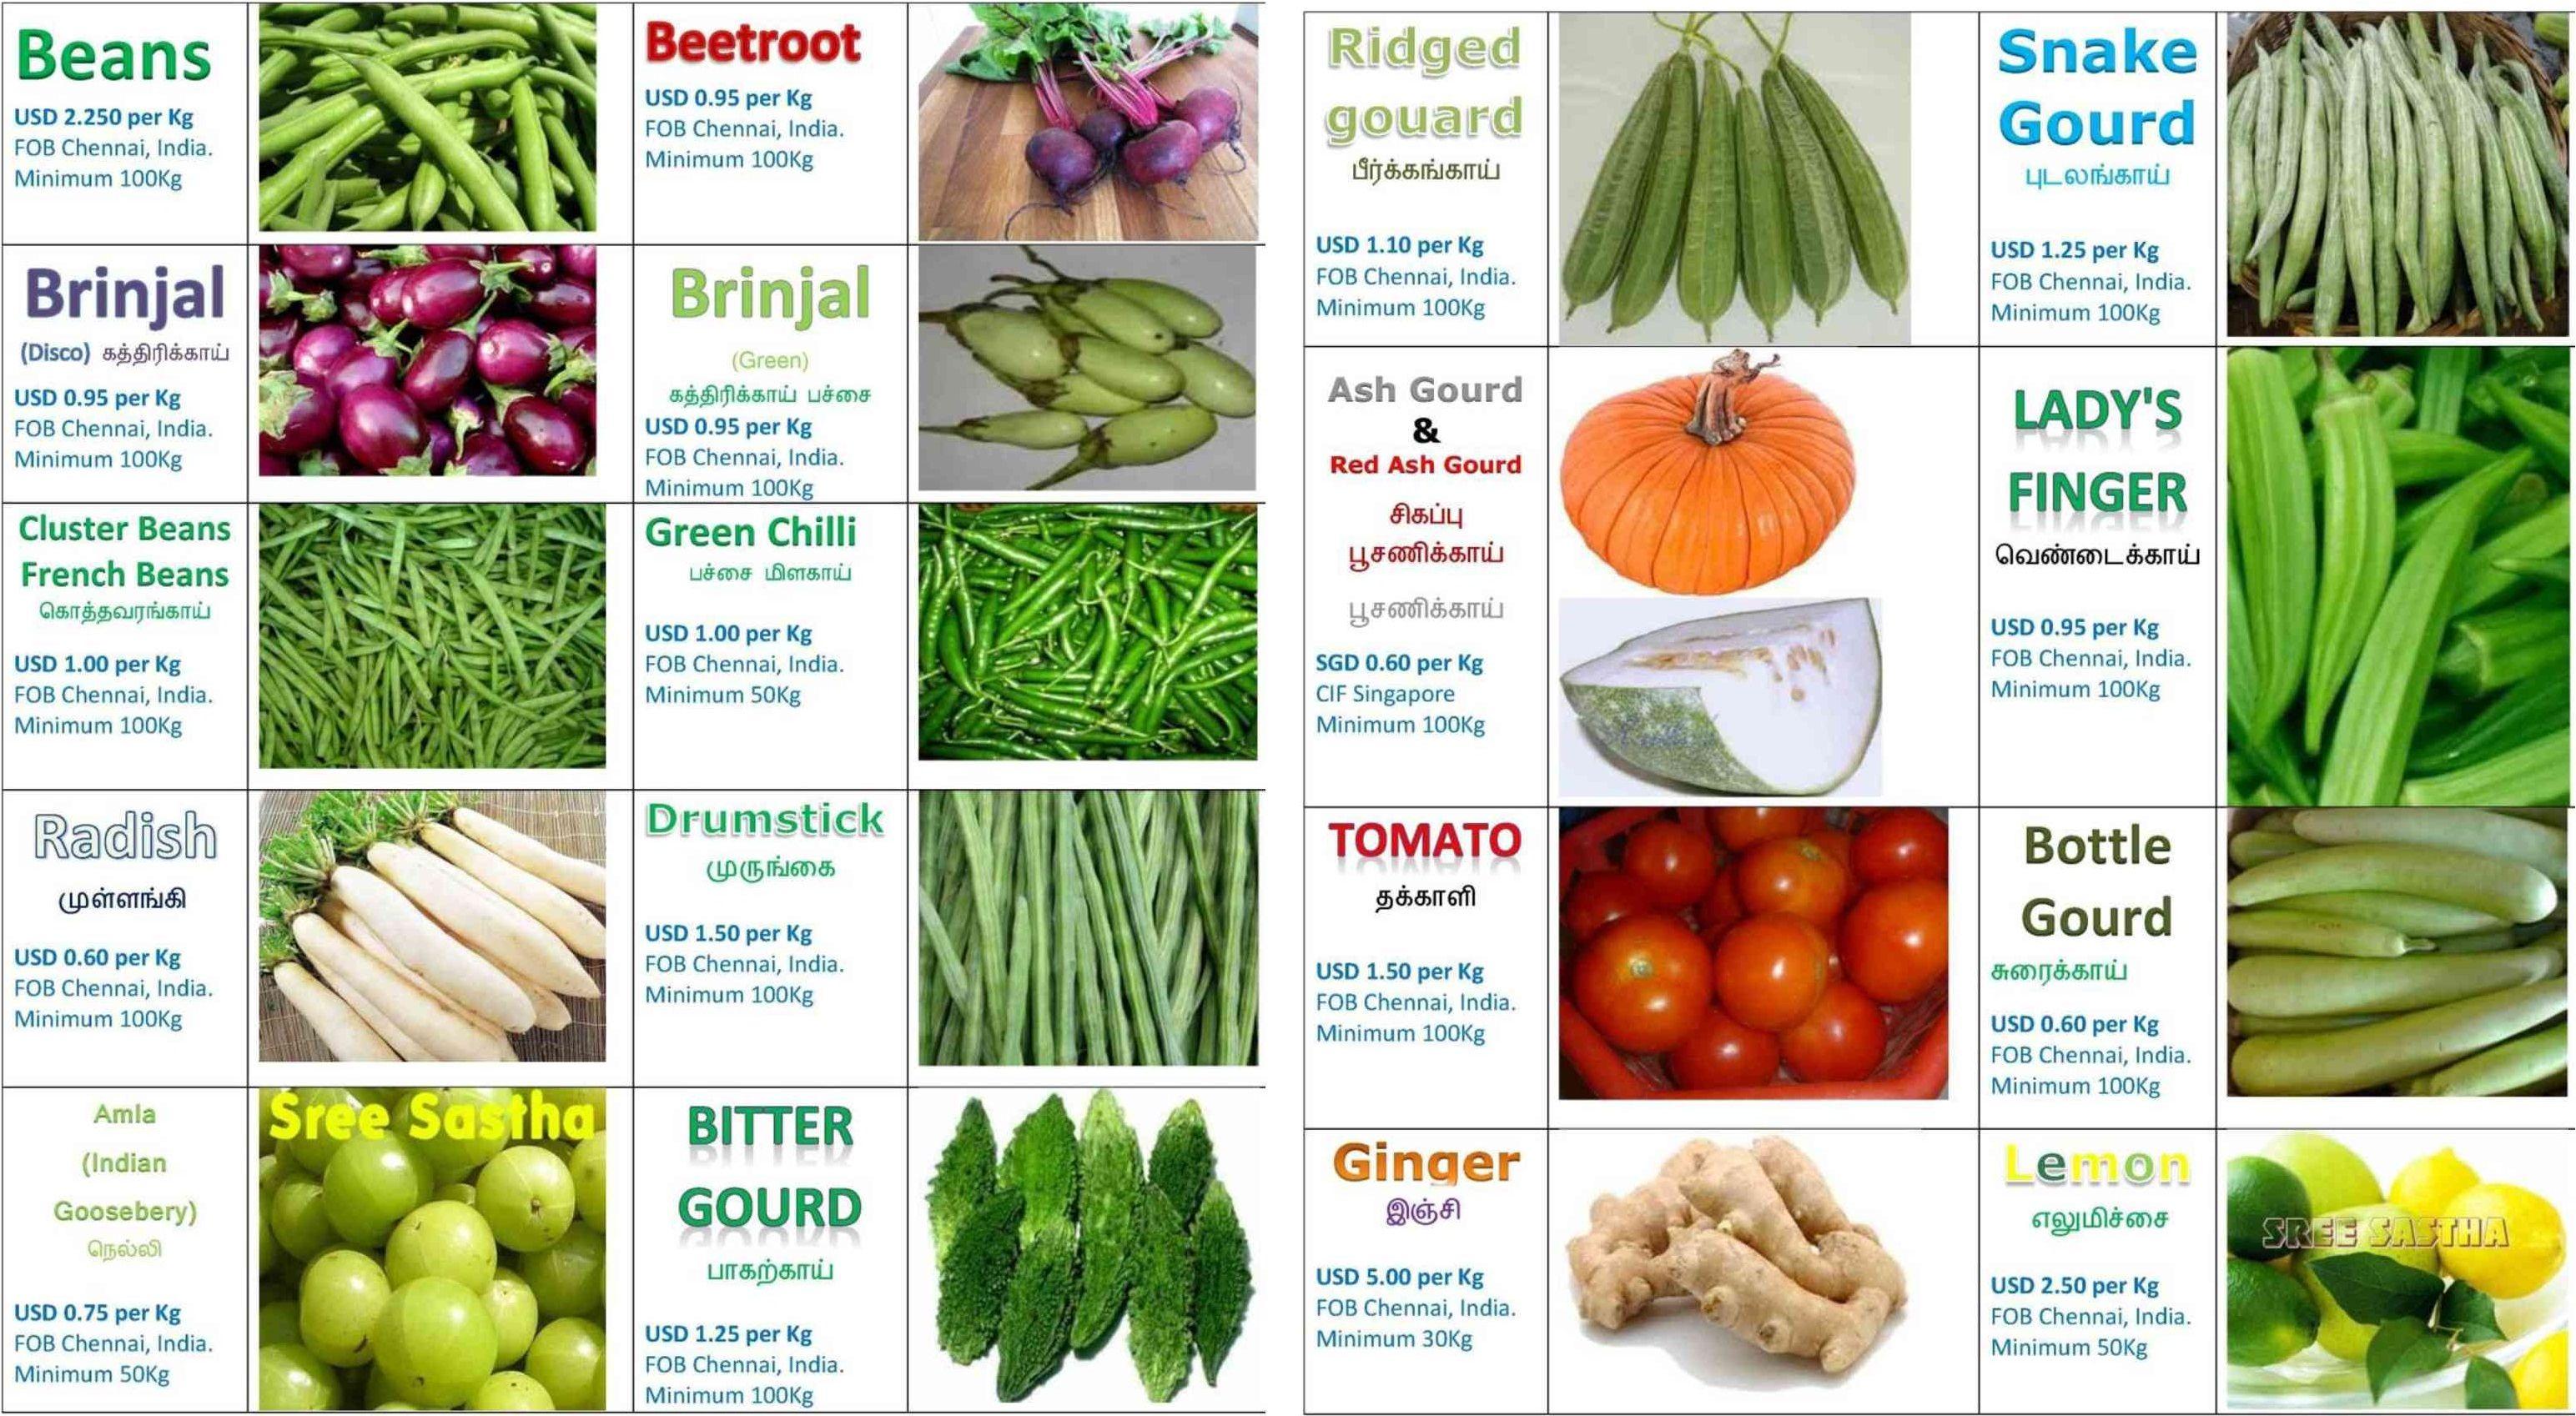 Beans
USD 2.250 per Kg
FOB Chennai, India.
Minimum 100Kg
Beetroot
USD 0.95 per Kg
FOB Chennai, India.
Minimum 100Kg
Brinjal
(Disco) கத்திரிக்காய்
USD 0.95 per Kg
FOB Chennai, India.
Minimum 100Kg
Brinjal
(Green)
கத்திரிக்காய் பச்சை
USD 0.95 per Kg
FOB Chennai, India.
Minimum 100Kg
Cluster Beans
French Beans
கொத்தவரங்காய்
USD 1.00 per Kg
FOB Chennai, India.
Minimum 100Kg
Green Chilli
பச்சை மிளகாய்
USD 1.00 per Kg
FOB Chennai, India.
Minimum 50Kg
Radish
முள்ளங்கி
USD 0.60 per Kg
FOB Chennai, India.
Minimum 100Kg
Drumstick
முருங்கை
USD 1.50 per Kg
FOB Chennai, India.
Minimum 100Kg
Amla
(Indian
Goosebery)
நெல்லி
USD 0.75 per Kg
FOB Chennai, India.
Minimum 50Kg
Sree Sastha
BITTER
GOURD
பாகற்காய்
USD 1.25 per Kg
FOB Chennai, India.
Minimum 100Kg
Ridged
gouard
பீர்க்கங்காய்
USD 1.10 per Kg
FOB Chennai, India.
Minimum 100Kg
Snake
Gourd
புடலங்காய்
USD 1.25 per Kg
FOB Chennai, India.
Minimum 100Kg
Ash Gourd
&
Red Ash Gourd
சிகப்பு
பூசணிக்காய்
பூசணிக்காய்
SGD 0.60 per Kg
CIF Singapore
Minimum 100Kg
LADY'S
FINGER
வெண்டைக்காய்
USD 0.95 per Kg
FOB Chennai, India.
Minimum 100Kg
TOMATO
தக்காளி
USD 1.50 per Kg
FOB Chennai, India.
Minimum 100Kg
Bottle
Gourd
சுரைக்காய்
USD 0.60 per Kg
FOB Chennai, India.
Minimum 100Kg
Ginger
இஞ்சி
USD 5.00 per Kg
FOB Chennai, India.
Minimum 30Kg
Lemon
எலுமிச்சை
USD 2.50 per Kg
FOB Chennai, India.
Minimum 50Kg
SREE SASTHA